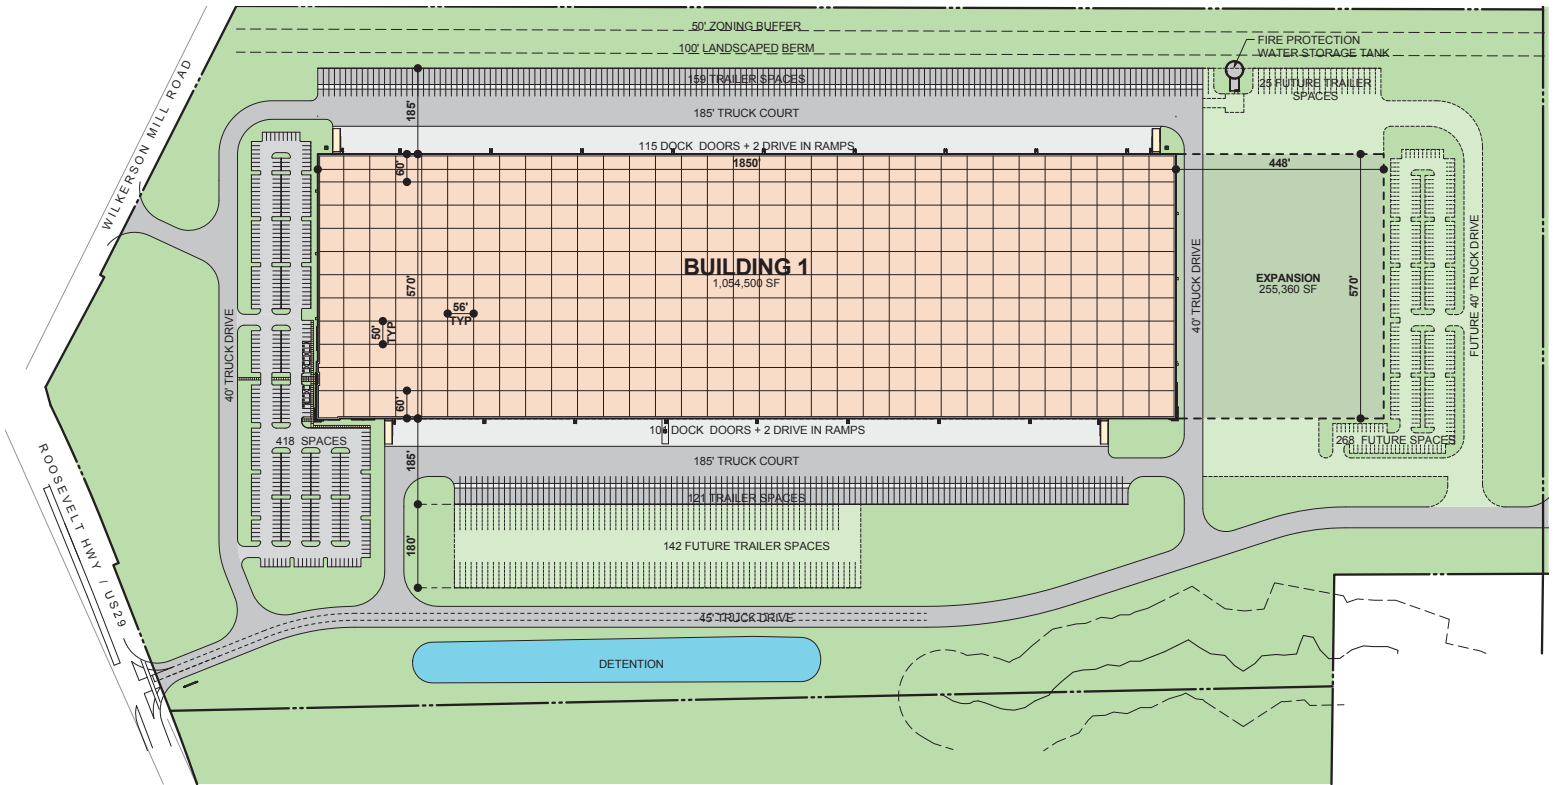 50' ZONING BUFFER
100' LANDSCAPED BERM
FIRE PROTECTION
WATER STORAGE TANK
159 TRAILER SPACES
25 FUTURE TRAILER
SPACES
185'
185' TRUCK COURT
WILKERSON MILL ROAD
115 DOCK DOORS + 2 DRIVE IN RAMPS
1850'
448'
60'
BUILDING 1
1,054,500 SF
570'
56'
TYP
50'
TYP
EXPANSION
255,360 SF
570'
40' TRUCK DRIVE
40' TRUCK DRIVE
FUTURE 40' TRUCK DRIVE
60'
DOCK DOORS + 2 DRIVE IN RAMPS
418 SPACES
268 FUTURE SPACES
185'
185' TRUCK COURT
121 TRAILER SPACES
ROOSEVELT HWY / US29
180'
142 FUTURE TRAILER SPACES
45' TRUCK DRIVE
DETENTION